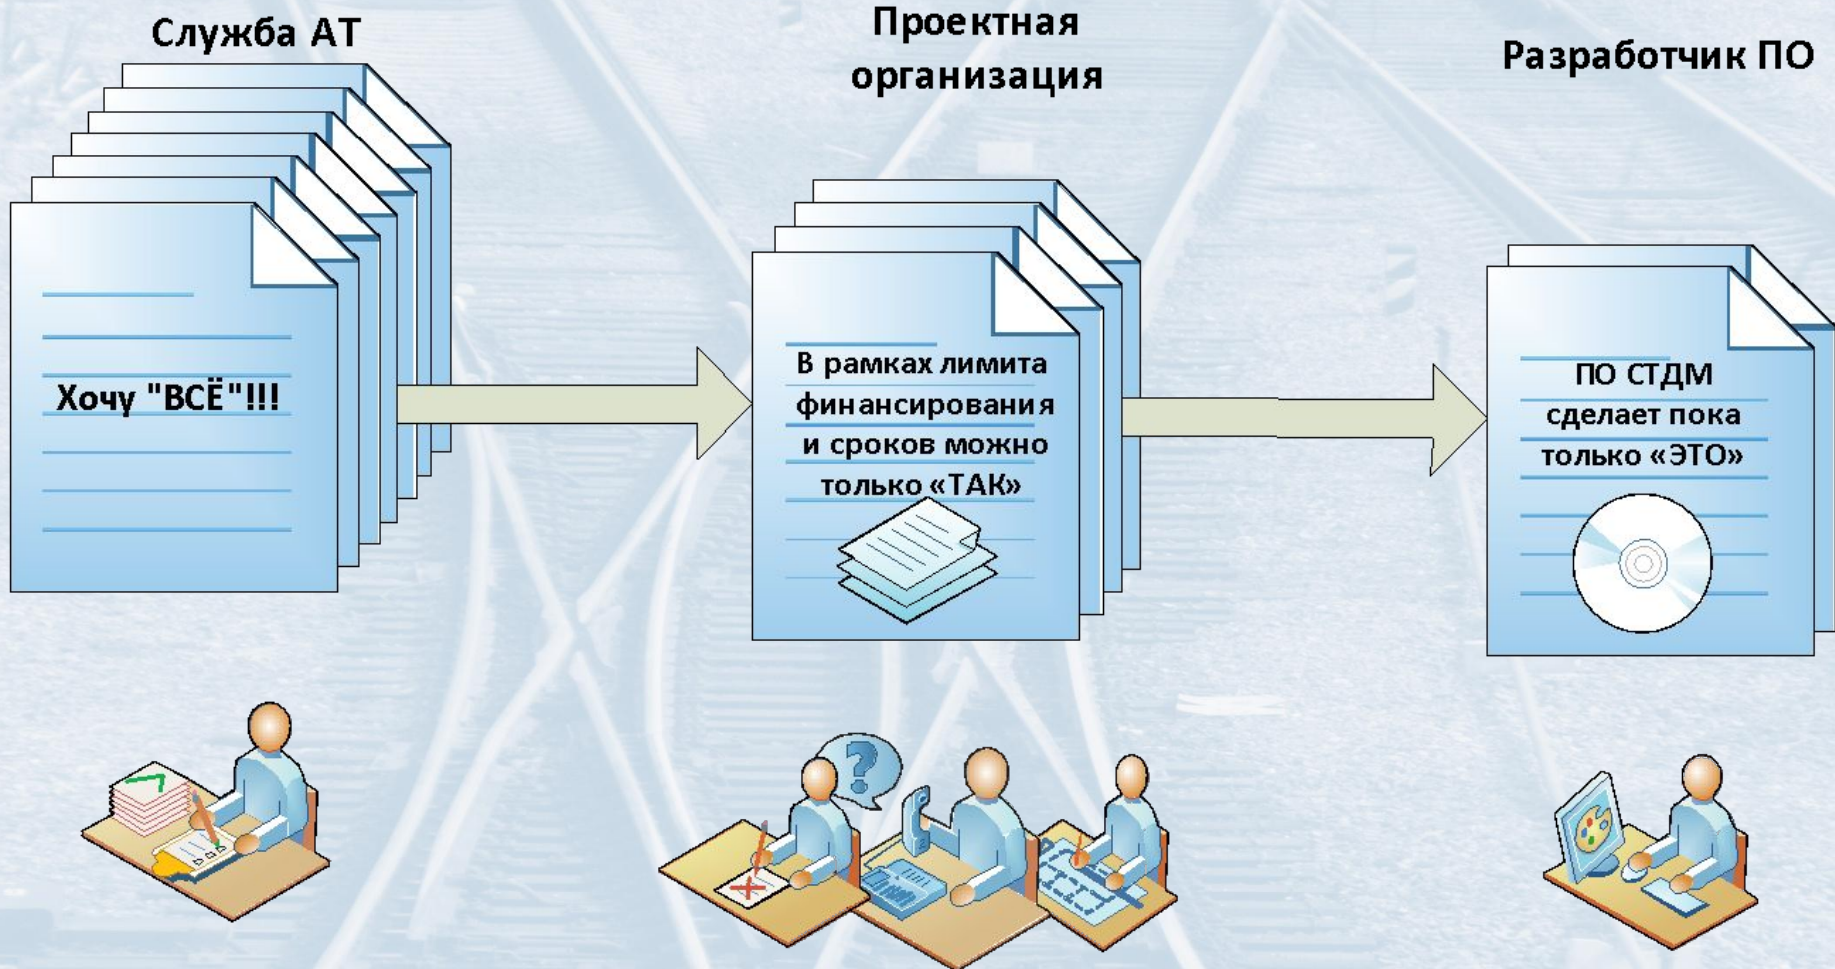 Служба АТ
Хочу "ВСЁ"!!!
Проектная
организация
В рамках лимита
финансирования
и сроков можно
только «ТАК»
Разработчик ПО
ПО СТДМ
сделает пока
только «ЭТО»
?